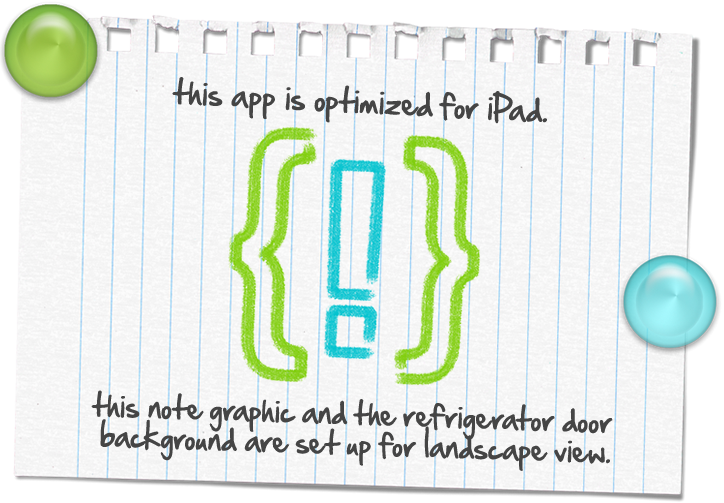 this app is optimized for iPad.
{!}
this note graphic and the refrigerator door
background are set up for landscape view.